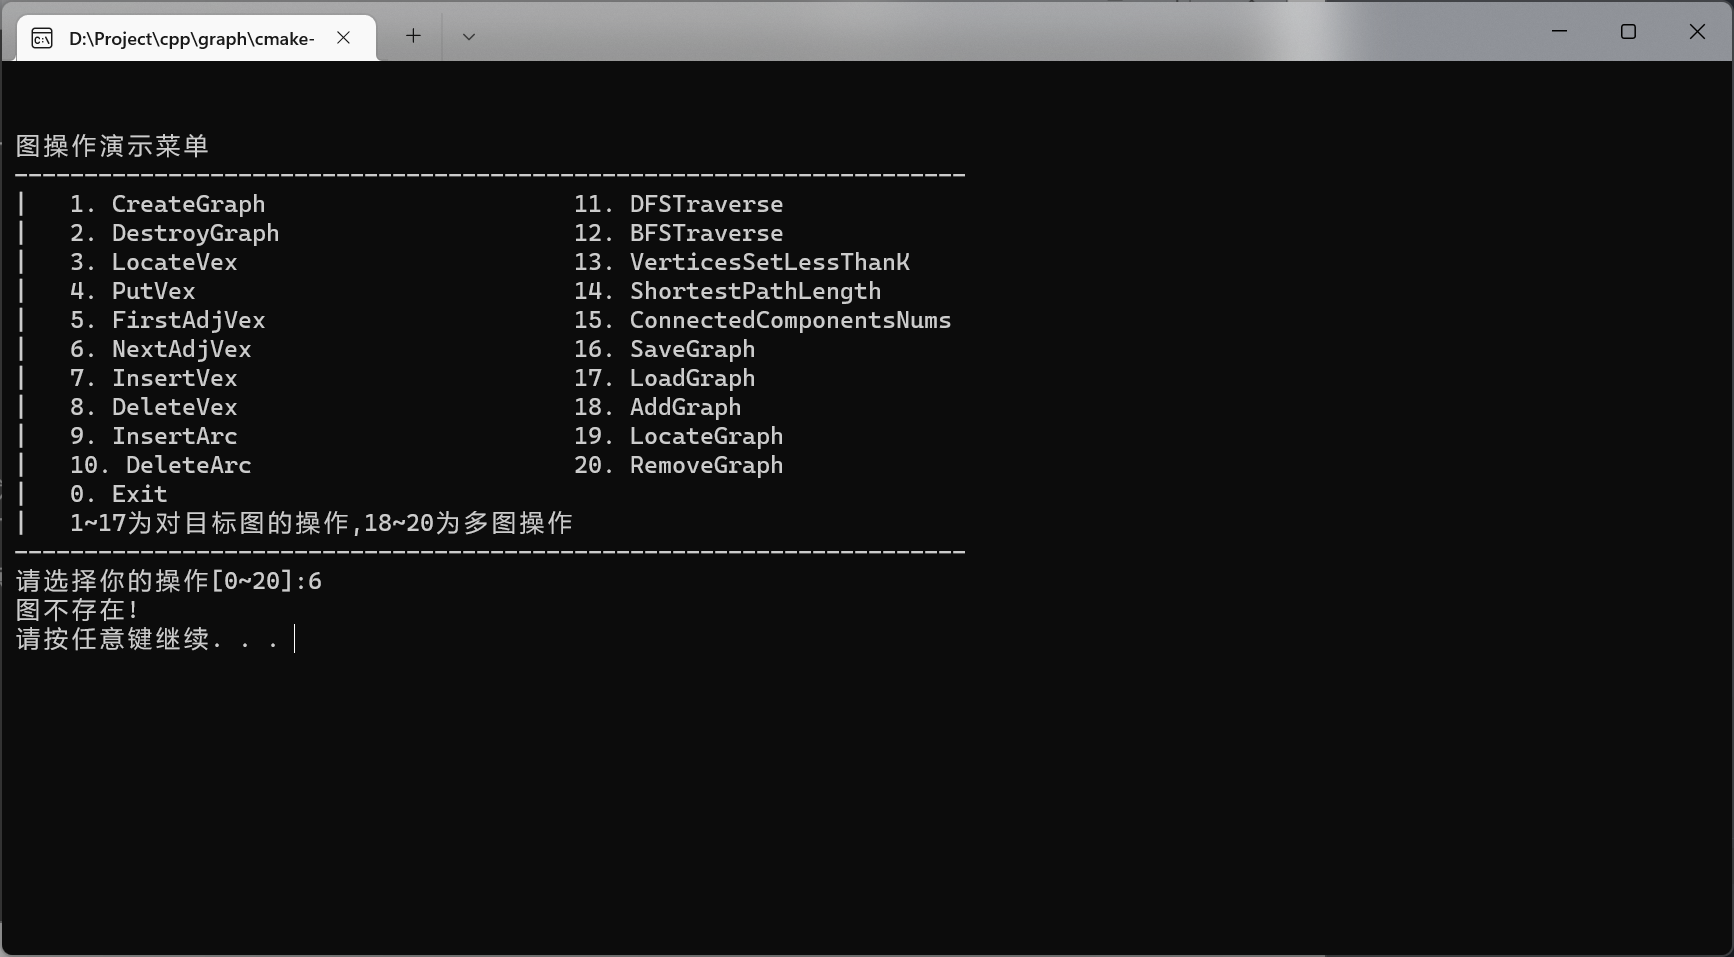 D:\Project\cpp\graph\cmake-
图操作演示菜单
--------------------------------------------------------------------
|   1. CreateGraph                      11. DFSTraverse
|   2. DestroyGraph                     12. BFSTraverse
|   3. LocateVex                        13. VerticesSetLessThanK
|   4. PutVex                           14. ShortestPathLength
|   5. FirstAdjVex                      15. ConnectedComponentsNums
|   6. NextAdjVex                       16. SaveGraph
|   7. InsertVex                        17. LoadGraph
|   8. DeleteVex                        18. AddGraph
|   9. InsertArc                        19. LocateGraph
|   10. DeleteArc                       20. RemoveGraph
|   0. Exit
|   1~17为对目标图的操作,18~20为多图操作
--------------------------------------------------------------------
请选择你的操作[0~20]:6
图不存在!
请按任意键继续. . .